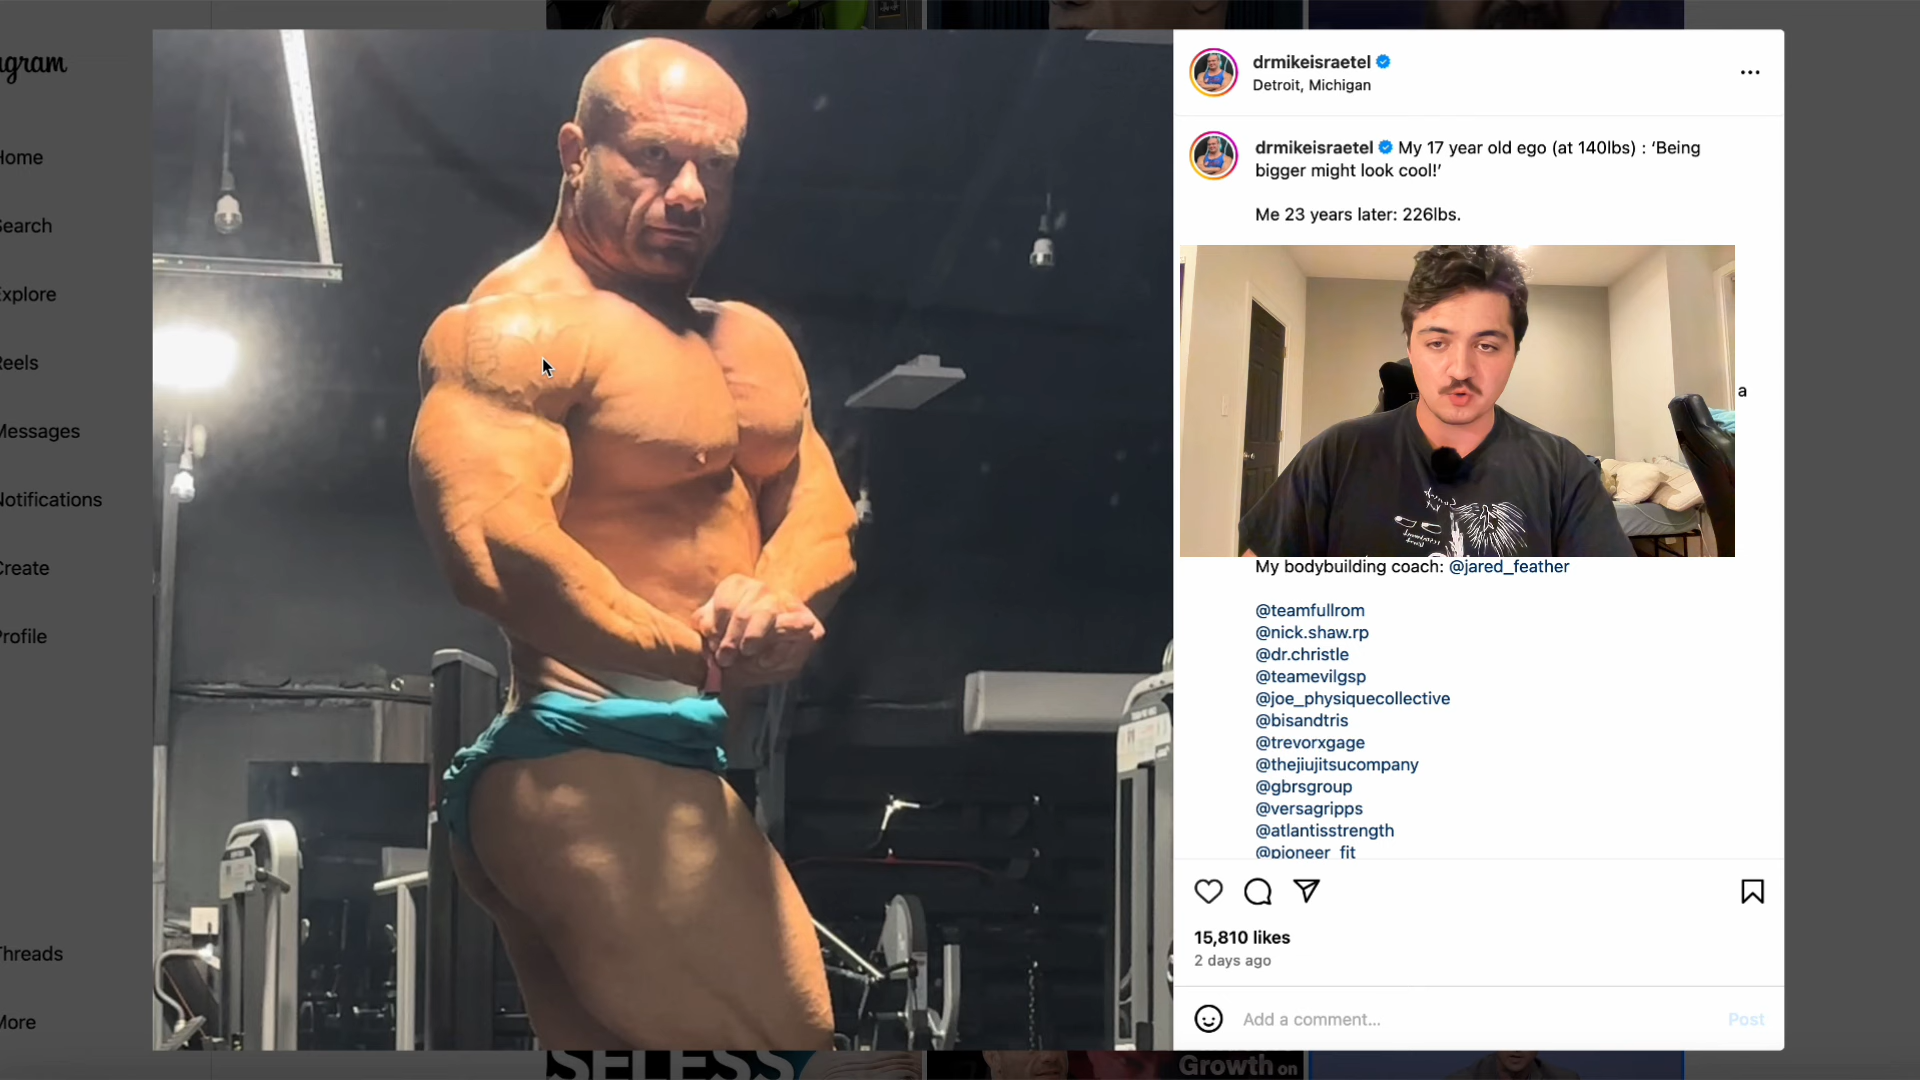 agram
Home
Search
Explore
Reels
Messages
Notifications
Create
Profile
Threads
More
drmikeisraetel
Detroit, Michigan
drmikeisraetel My 17 year old ego (at 140lbs) : ‘Being
bigger might look cool!’
Me 23 years later: 226lbs.
a
My bodybuilding coach: @jared_feather
@teamfullrom
@nick.shaw.rp
@dr.christle
@teamevilgsp
@joe_physiquecollective
@bisandtris
@trevorxgage
@thejiujitsucompany
@gbrsgroup
@versagripps
@atlantisstrength
@pioneer_fit
15,810 likes
2 days ago
Add a comment...
Post
SELESS
Growth on